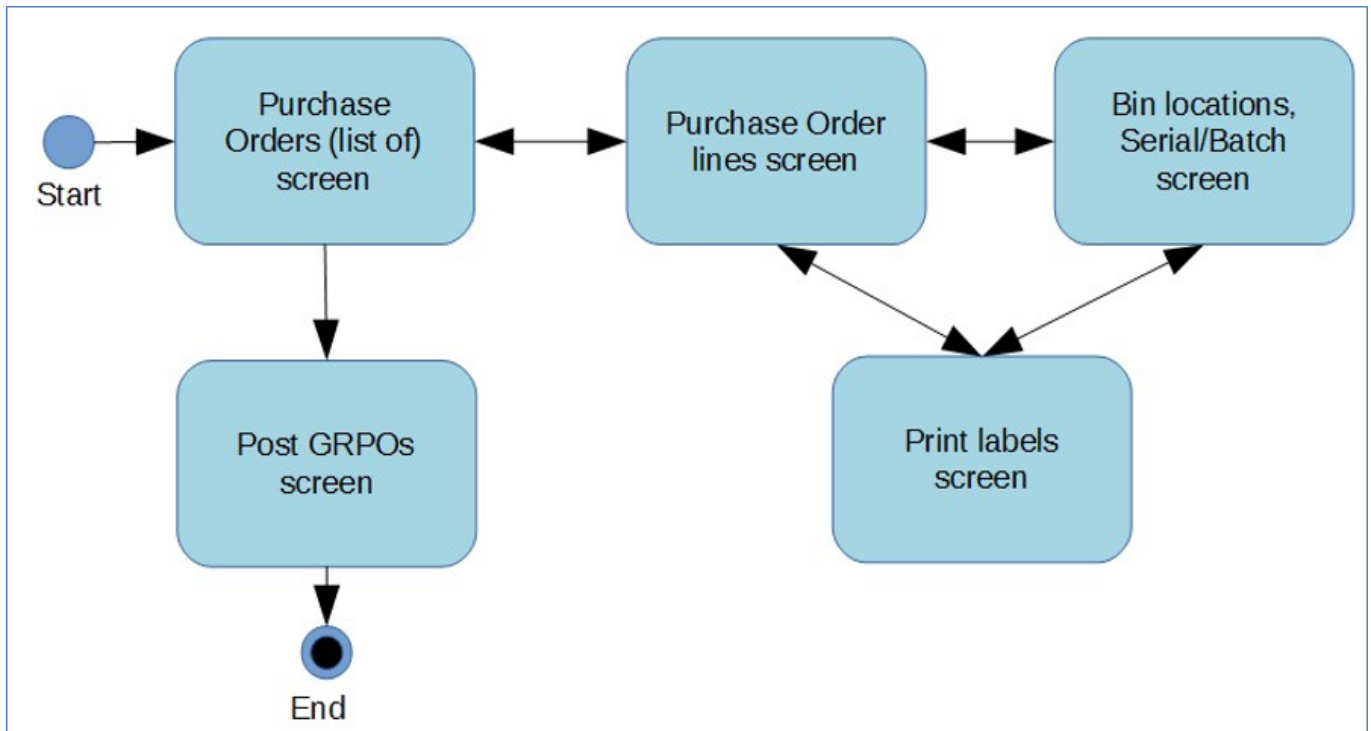 Purchase
Orders (list of)
screen
Purchase Order
lines screen
Bin locations,
Serial/Batch
screen
Start
Post GRPOs
screen
Print labels
screen
End